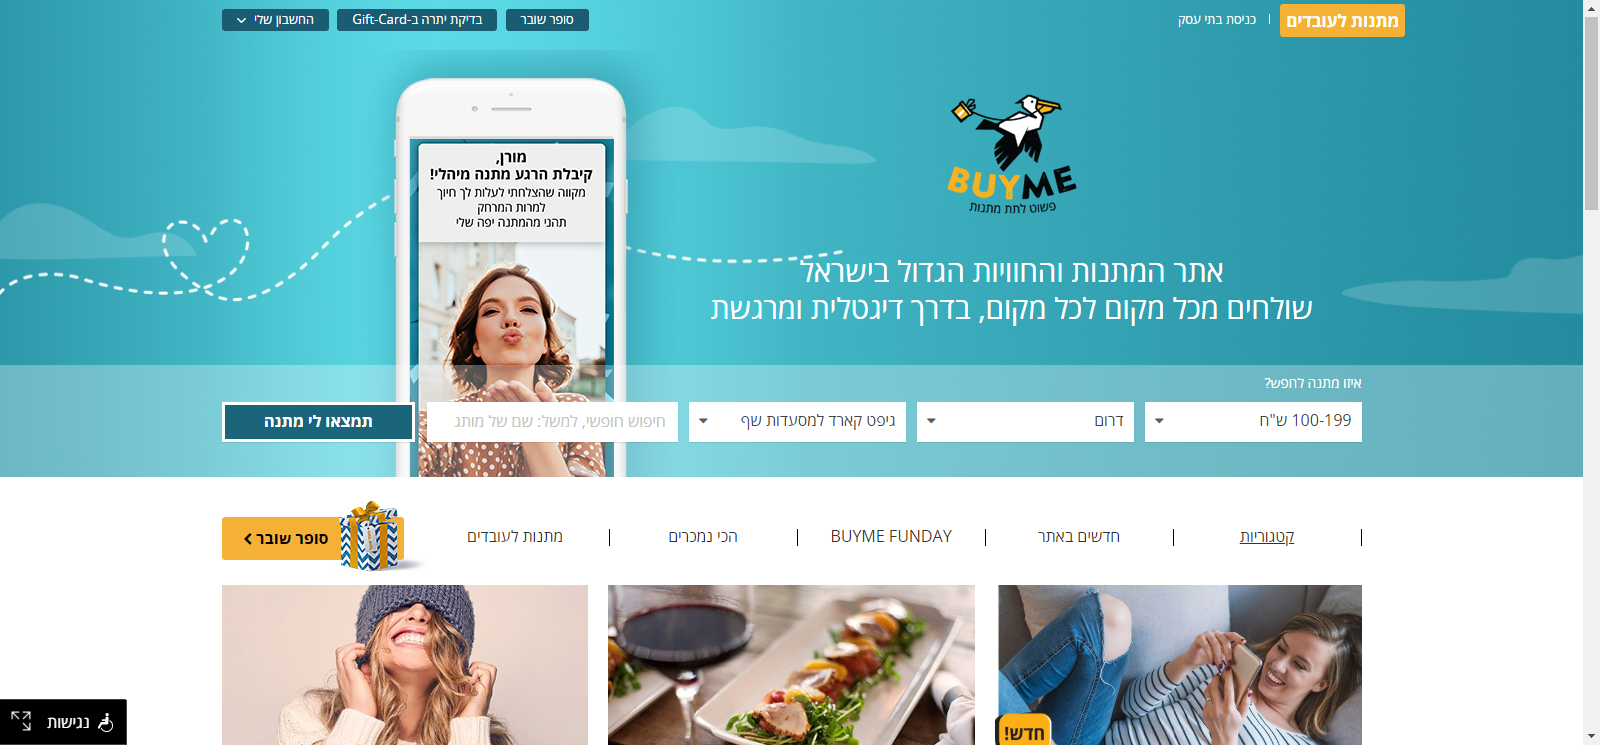 מתנות לעובדים
כניסת בתי עסק
סופר שובר
בדיקת יתרה ב-Gift-Card
החשבון שלי
BUYME
פשוט לתת מתנות
אתר המתנות והחוויות הגדול בישראל
שולחים מכל מקום לכל מקום, בדרך דיגטלית ומרגשת
מורן,
קיבלת הרגע מתנה מיהלי!
מקווה שהצלחתי לעלות לך חיוך
למרות המרחק
תהני מהמתנה יפה שלי
איזו מתנה לחפש?
100-199 ש"ח
דרום
גיפט קארד למסעדות שף
חיפוש חופשי, למשל: שם של מותג
תמצאו לי מתנה
קטגוריות
חדשים באתר
BUYME FUNDAY
הכי נמכרים
מתנות לעובדים
סופר שובר
חדש!
נגישות